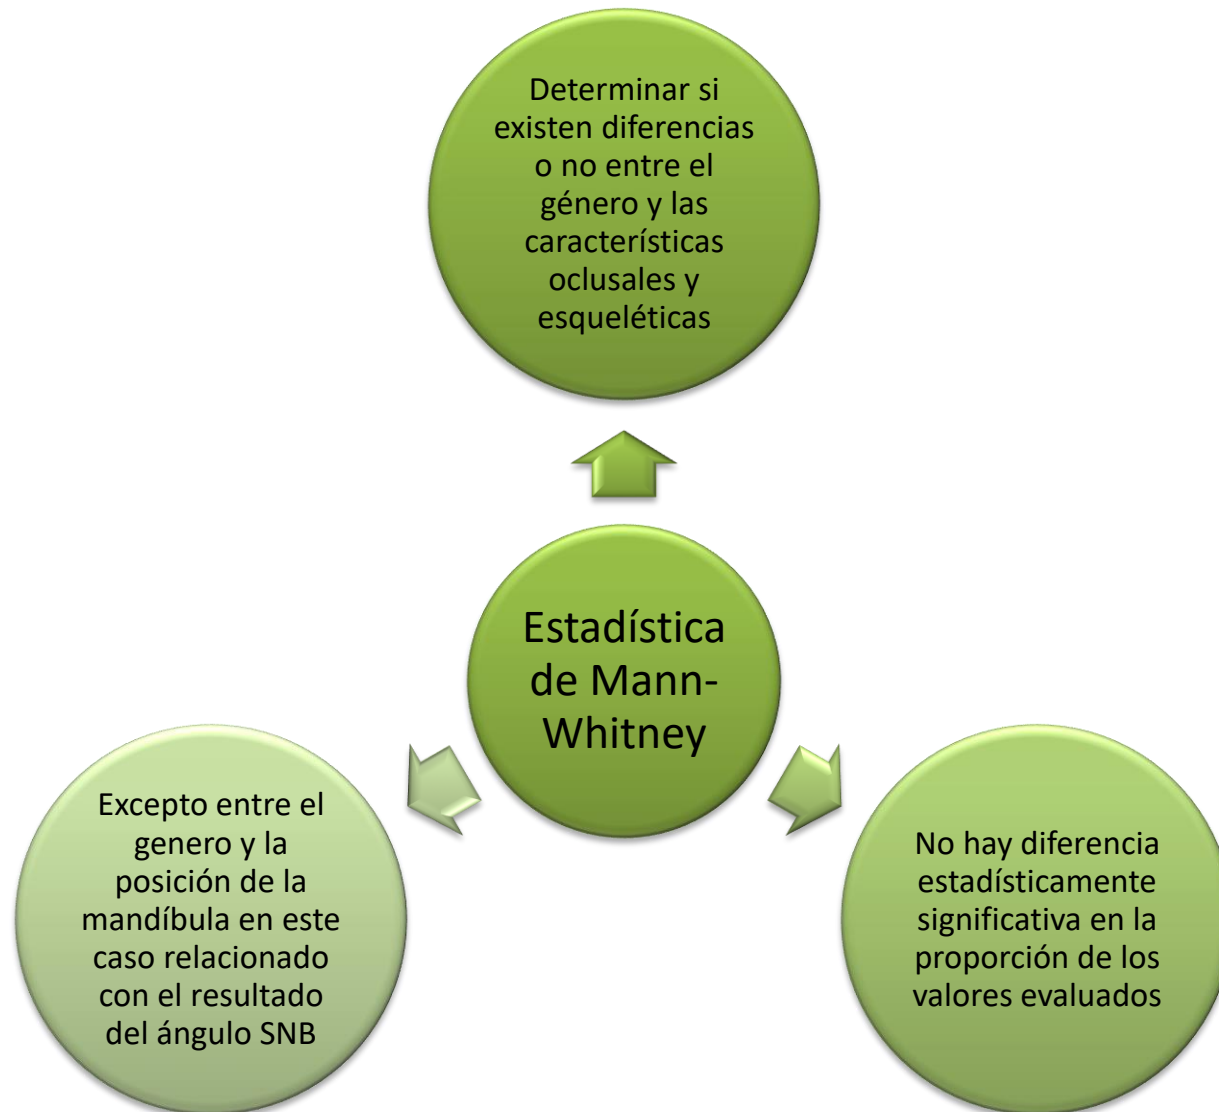 Determinar si
existen diferencias
o no entre el
género y las
características
oclusales y
esqueléticas
Estadística
de Mann-
Whitney
No hay diferencia
estadísticamente
significativa en la
proporción de los
valores evaluados
Excepto entre el
genero y la
posición de la
mandíbula en este
caso relacionado
con el resultado
del ángulo SNB